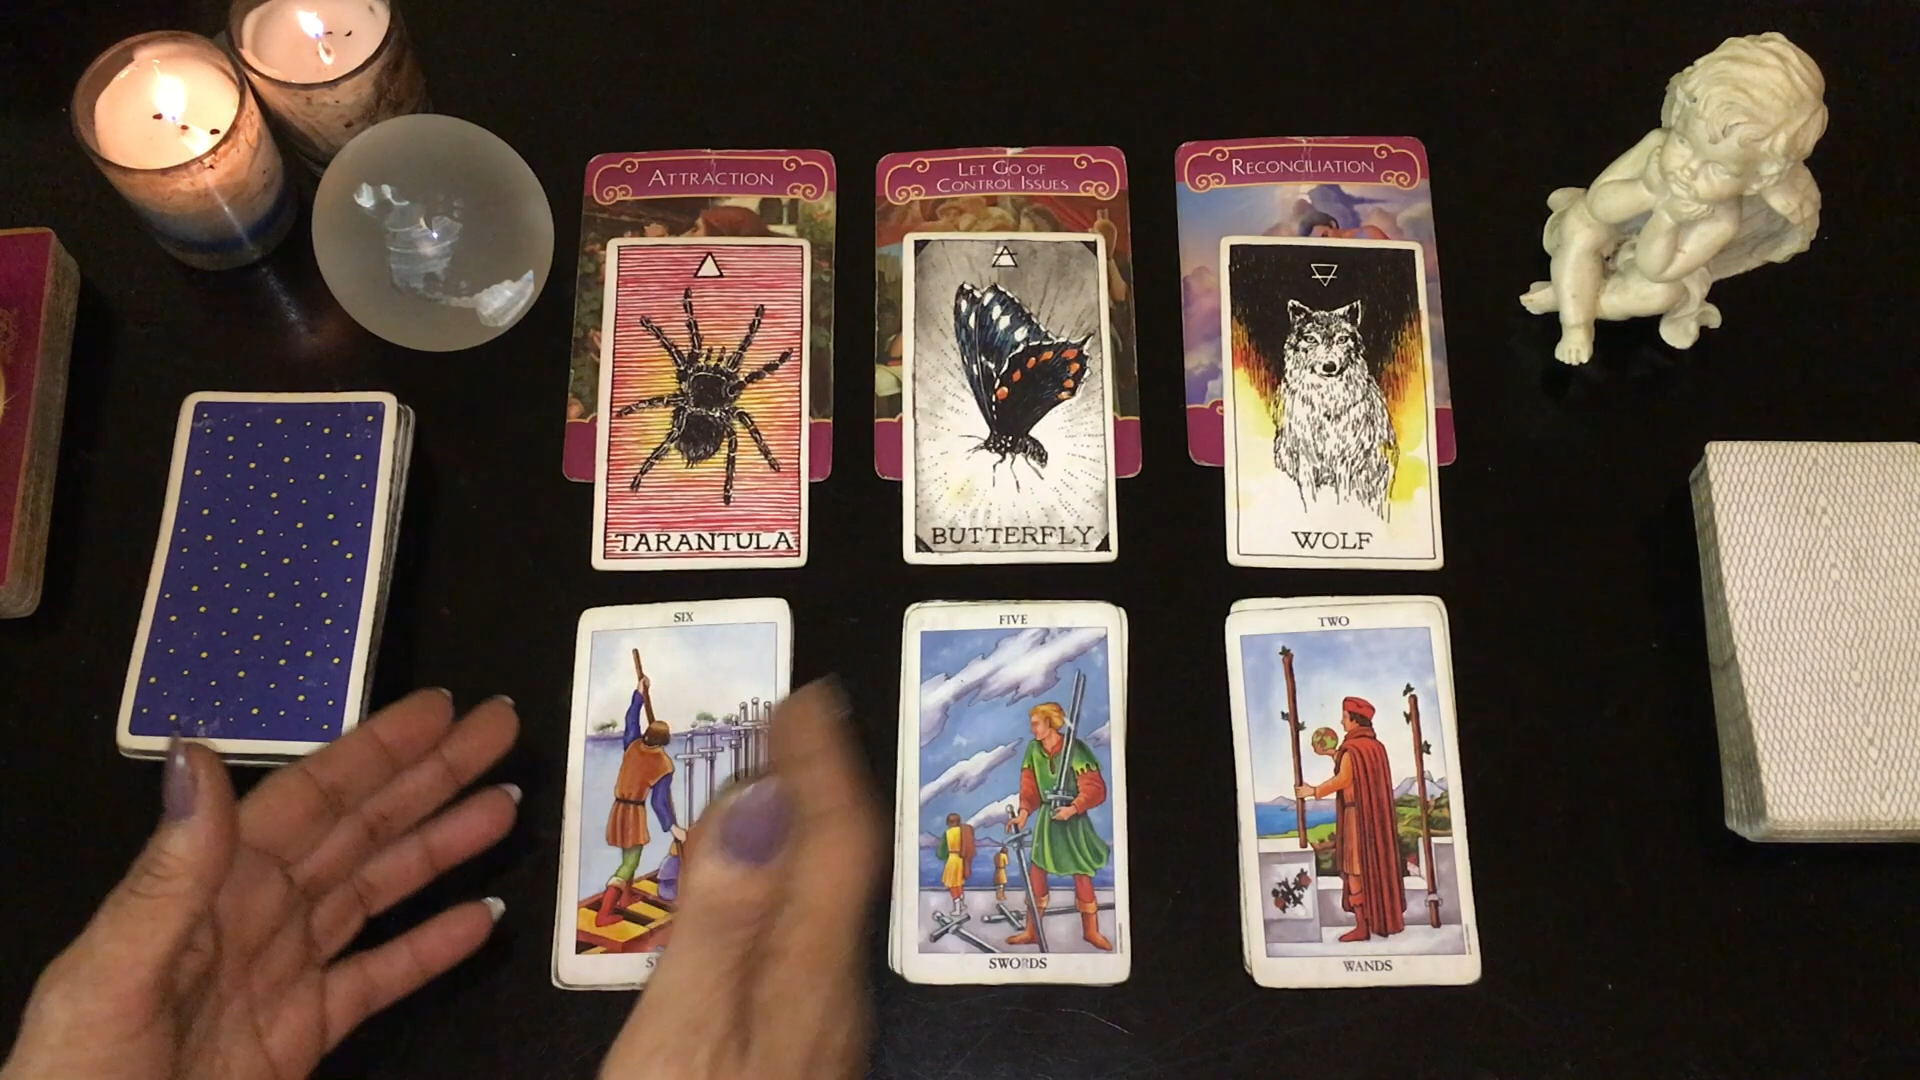 ATTRACTION
LET GO OF
CONTROL ISSUES
RECONCILIATION
TARANTULA
BUTTERFLY
WOLF
SIX
FIVE
TWO
SWORDS
WANDS